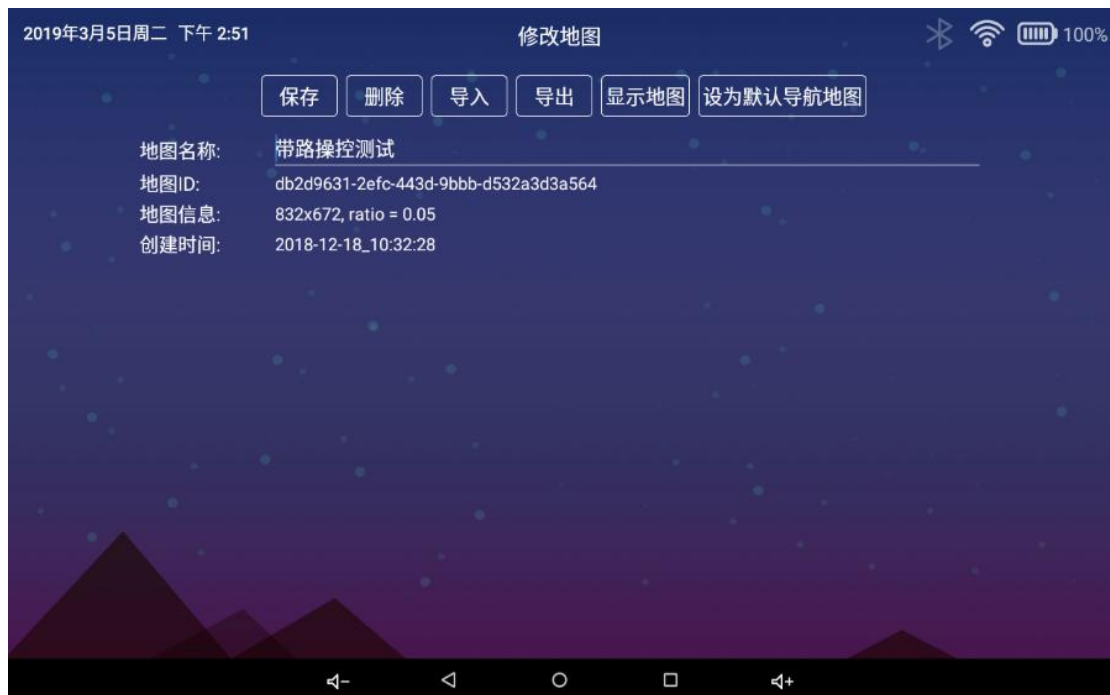 2019年3月5日周二 下午 2:51 修改地图 100%
保存 删除 导入 导出 显示地图 设为默认导航地图
地图名称: 带路操控测试
地图ID: db2d9631-2efc-443d-9bbb-d532a3d3a564
地图信息: 832x672, ratio = 0.05
创建时间: 2018-12-18_10:32:28